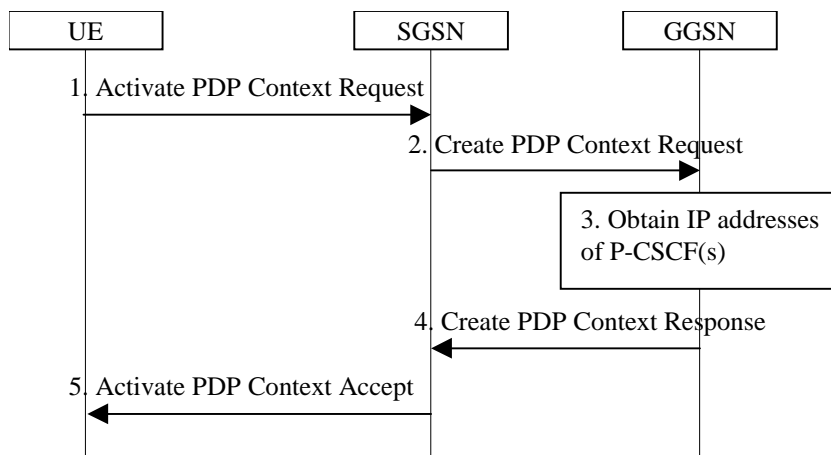 UE
SGSN
GGSN
1. Activate PDP Context Request
2. Create PDP Context Request
3. Obtain IP addresses
of P-CSCF(s)
4. Create PDP Context Response
5. Activate PDP Context Accept